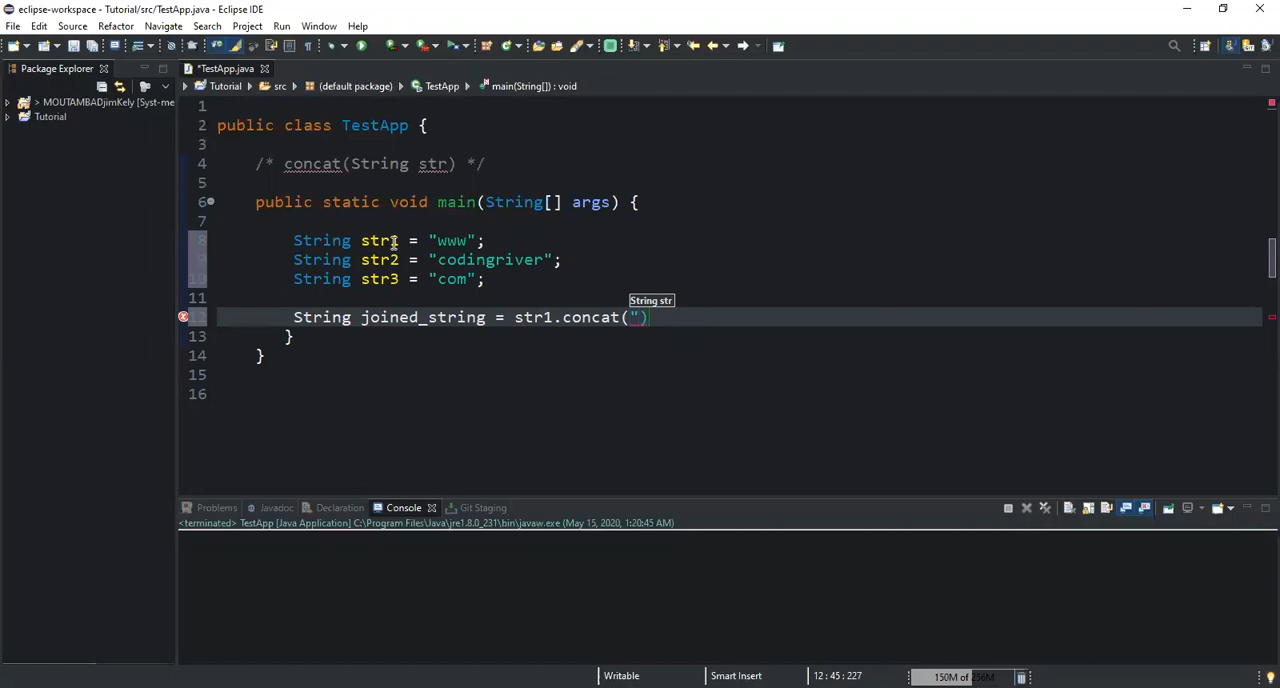 eclipse-workspace - Tutorial/src/TestApp.java - Eclipse IDE
File Edit Source Refactor Navigate Search Project Run Window Help
Package Explorer
*TestApp.java
Tutorial src (default package) TestApp main(String[]) : void
> MOUTAMBADjimKely [Syst-me
Tutorial
1
2 public class TestApp {
3
4 /* concat(String str) */
5
6 public static void main(String[] args) {
7
8 String str1 = "www";
9 String str2 = "codingriver";
10 String str3 = "com";
11
String str
12 String joined_string = str1.concat(")
13 }
14 }
15
16
Problems Javadoc Declaration Console Git Staging
<terminated> TestApp [Java Application] C:\Program Files\Java\jre1.8.0_231\bin\javaw.exe (May 15, 2020, 1:20:45 AM)
Writable Smart Insert 12 : 45 : 227 150M of 256M